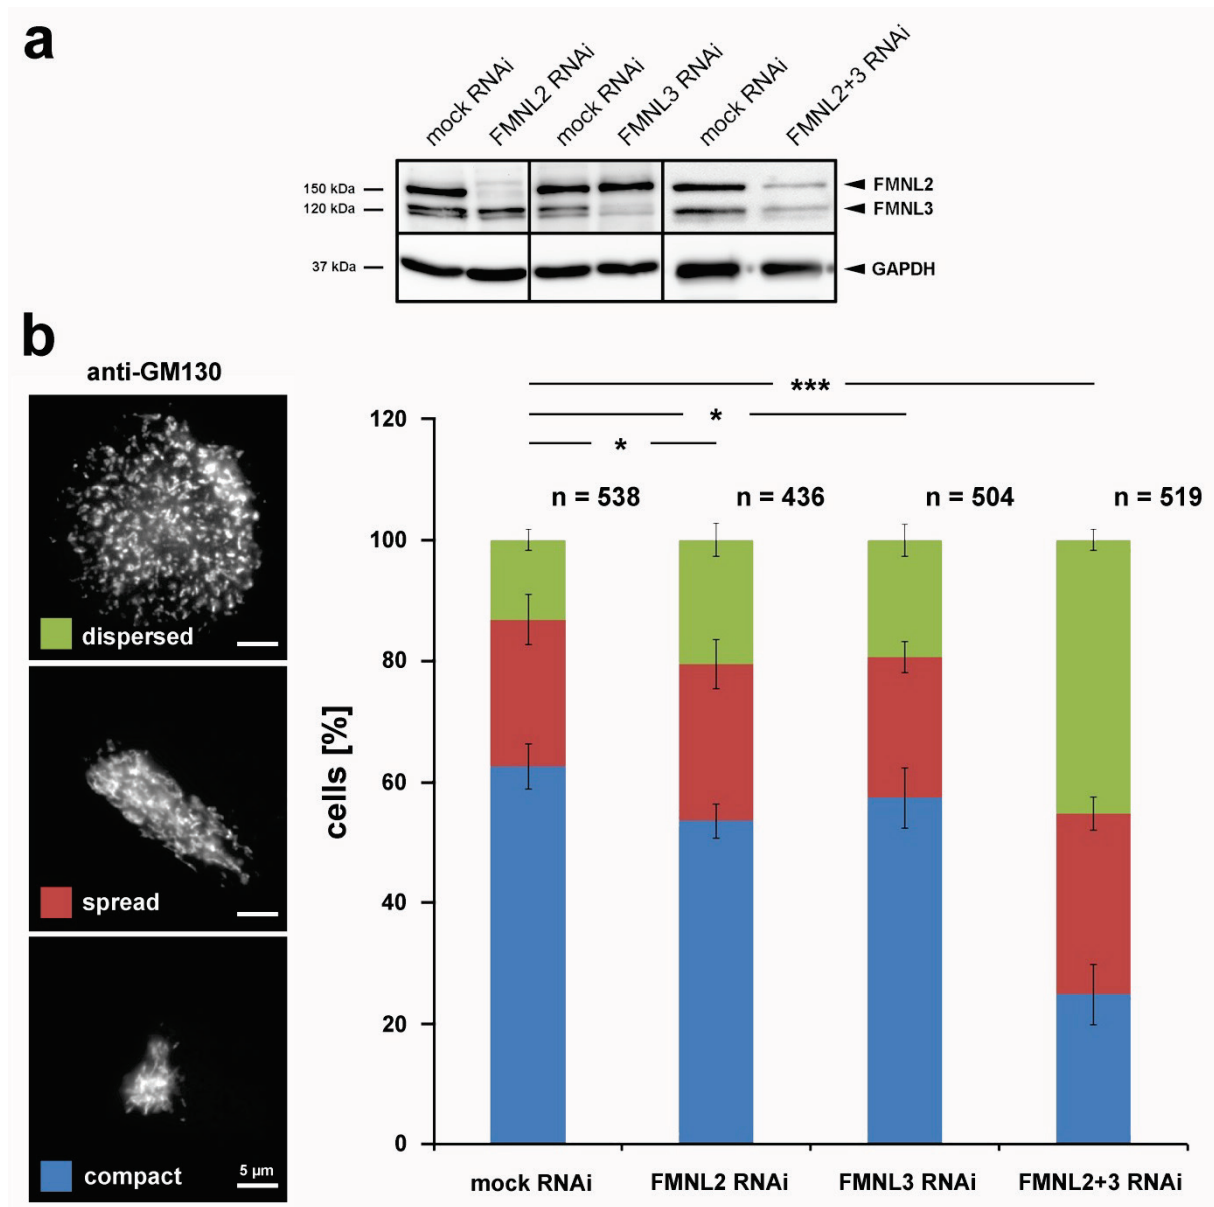 a
mock RNAi
FMNL2 RNAi
mock RNAi
FMNL3 RNAi
mock RNAi
FMNL2+3 RNAi
150 kDa
FMNL2
120 kDa
FMNL3
37 kDa
GAPDH
b
anti-GM130
dispersed
spread
compact
5 µm
***
*
*
n = 538
n = 436
n = 504
n = 519
120
100
80
60
40
20
0
cells [%]
mock RNAi
FMNL2 RNAi
FMNL3 RNAi
FMNL2+3 RNAi